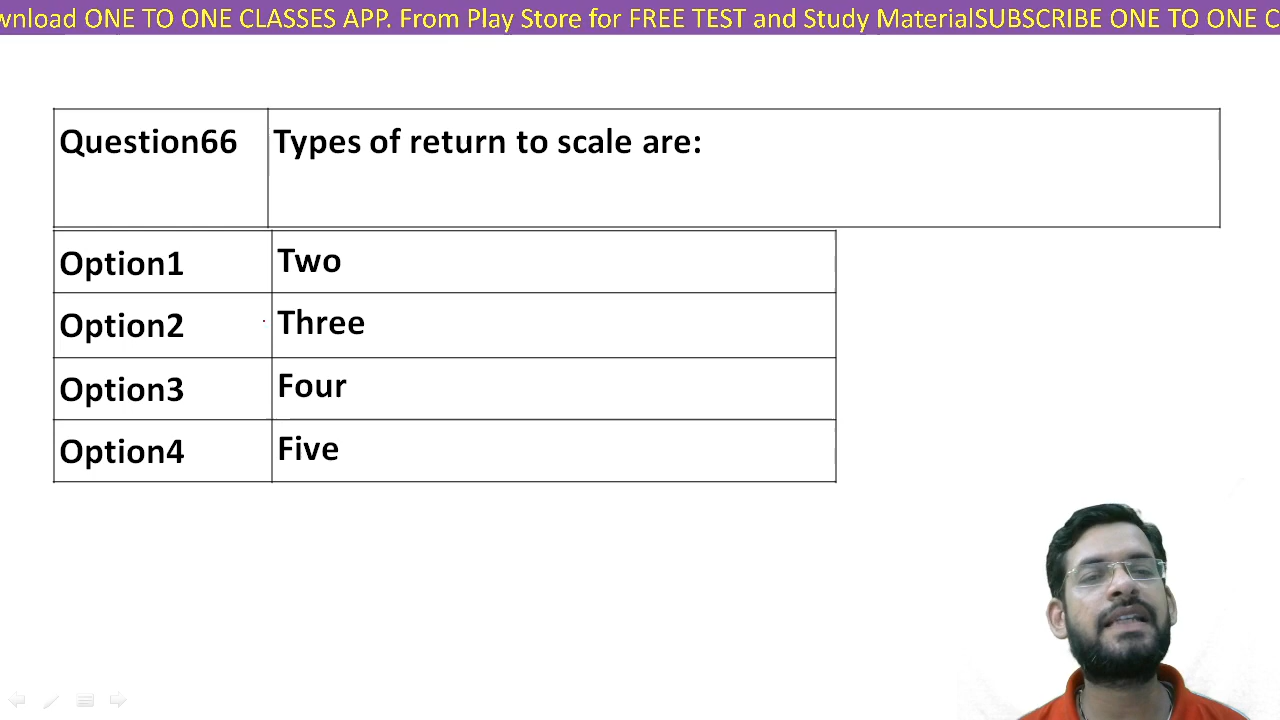 wnload ONE TO ONE CLASSES APP. From Play Store for FREE TEST and Study MaterialSUBSCRIBE ONE TO ONE C
Question66 Types of return to scale are:
Option1 Two
Option2 Three
Option3 Four
Option4 Five